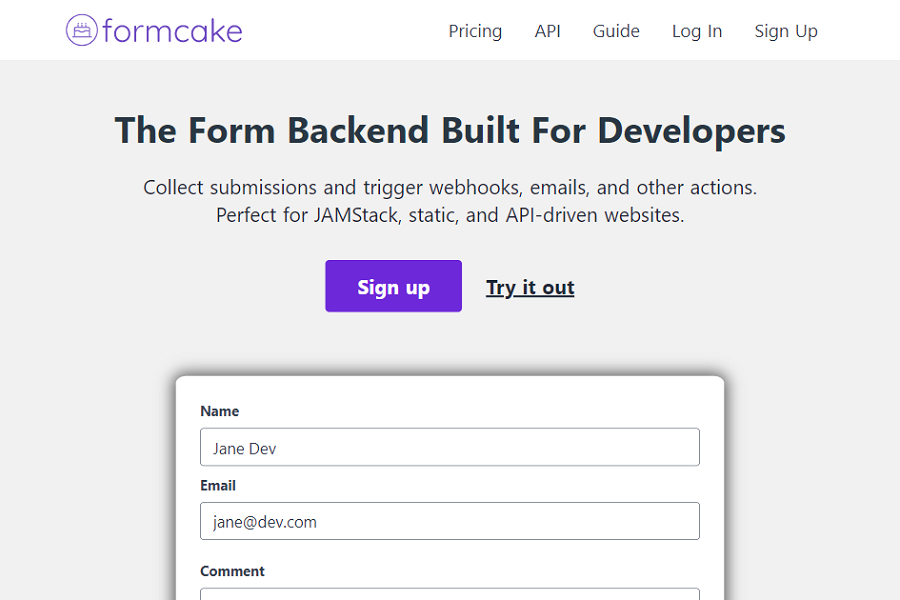 formcake
Pricing API Guide Log In Sign Up
The Form Backend Built For Developers
Collect submissions and trigger webhooks, emails, and other actions.
Perfect for JAMStack, static, and API-driven websites.
Sign up Try it out
Name
Jane Dev
Email
jane@dev.com
Comment